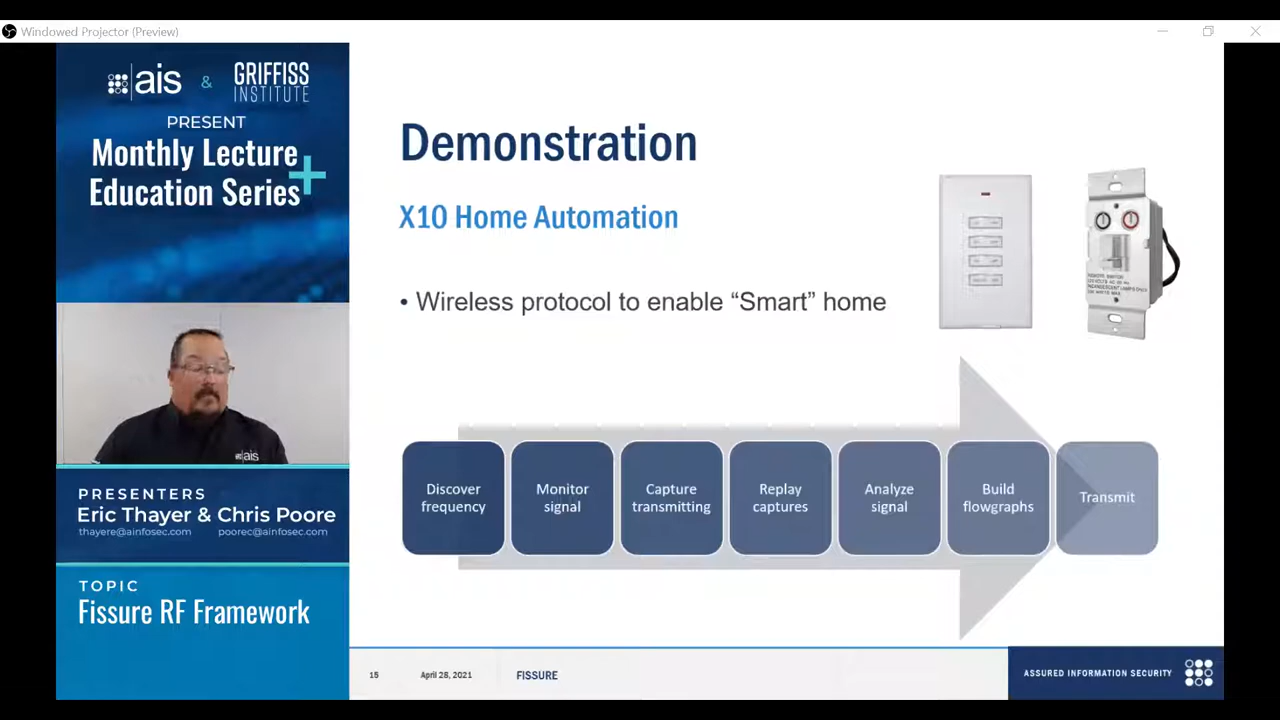 Windowed Projector (Preview)
ais & GRIFFISS INSTITUTE
PRESENT
Monthly Lecture
Education Series+
ais
PRESENTERS
Eric Thayer & Chris Poore
thayere@ainfosec.com poorec@ainfosec.com
TOPIC
Fissure RF Framework
Demonstration
X10 Home Automation
• Wireless protocol to enable “Smart” home
Discover
frequency
Monitor
signal
Capture
transmitting
Replay
captures
Analyze
signal
Build
flowgraphs
Transmit
15 April 28, 2021 FISSURE
ASSURED INFORMATION SECURITY